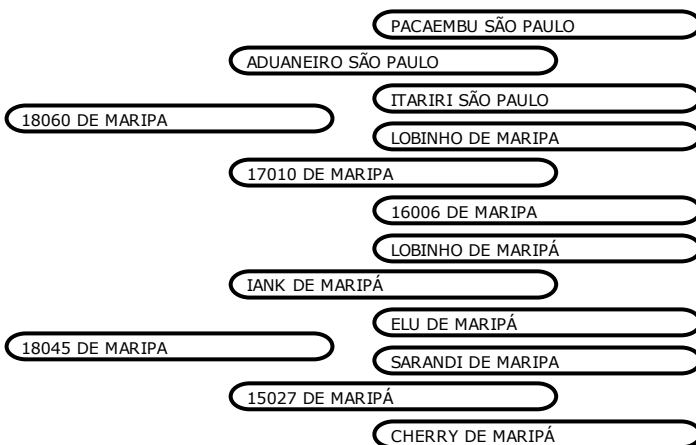 PACAEMBU SÃO PAULO
ADUANEIRO SÃO PAULO
ITARIRI SÃO PAULO
18060 DE MARIPA
LOBINHO DE MARIPA
17010 DE MARIPA
16006 DE MARIPA
LOBINHO DE MARIPÁ
IANK DE MARIPÁ
ELU DE MARIPÁ
18045 DE MARIPA
SARANDI DE MARIPA
15027 DE MARIPÁ
CHERRY DE MARIPÁ